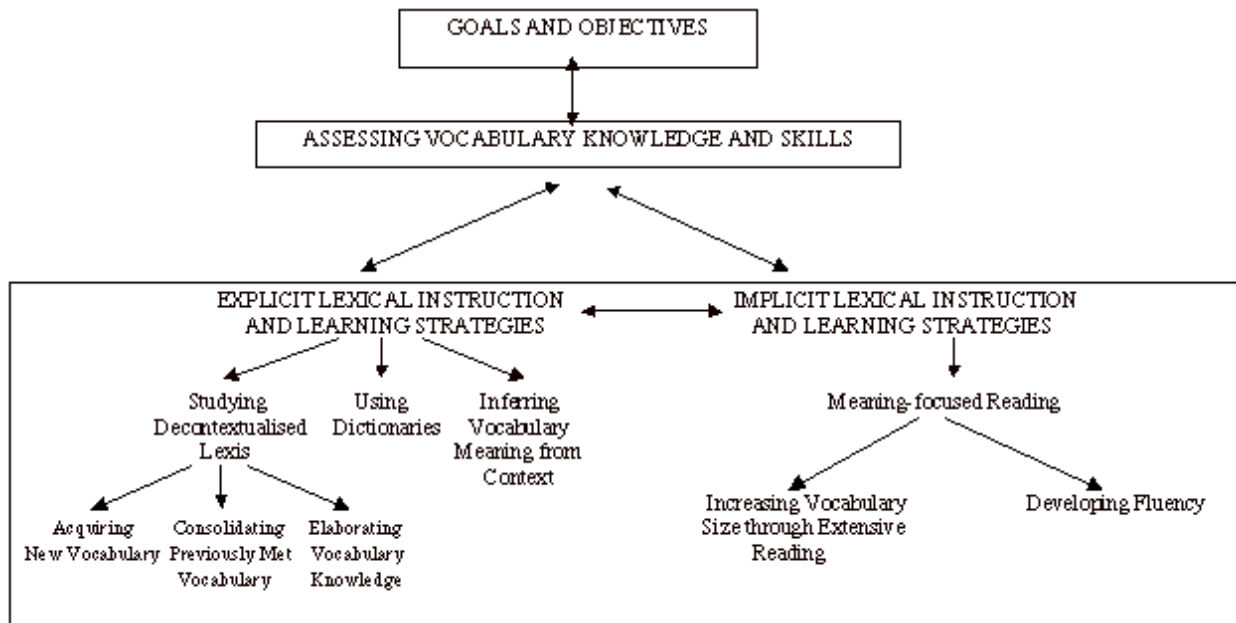 GOALS AND OBJECTIVES
ASSESSING VOCABULARY KNOWLEDGE AND SKILLS
EXPLICIT LEXICAL INSTRUCTION
AND LEARNING STRATEGIES
IMPLICIT LEXICAL INSTRUCTION
AND LEARNING STRATEGIES
Studying
Decontextualised
Lexis
Using
Dictionaries
Inferring
Vocabulary
Meaning from
Context
Meaning-focused Reading
Acquiring
New Vocabulary
Consolidating
Previously Met
Vocabulary
Elaborating
Vocabulary
Knowledge
Increasing Vocabulary
Size through Extensive
Reading
Developing Fluency